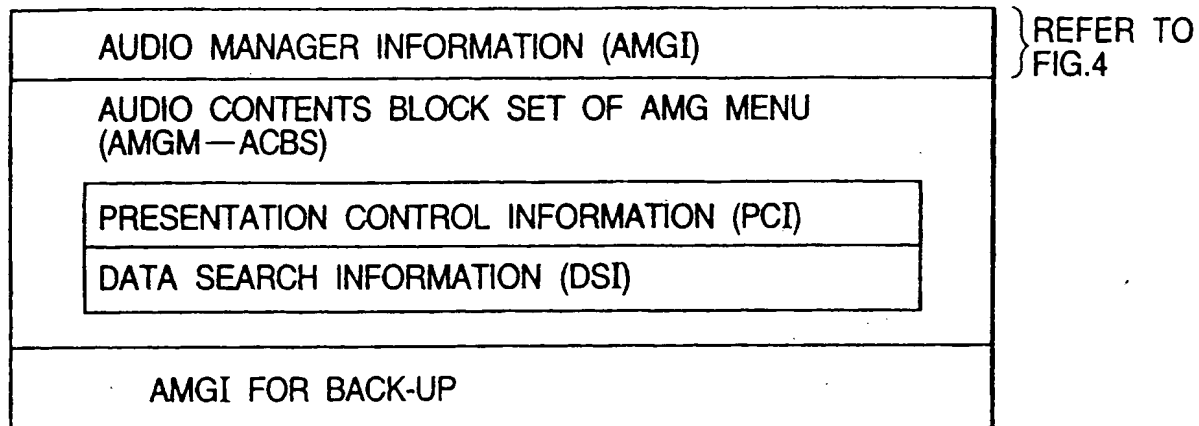 AUDIO MANAGER INFORMATION (AMGI)
REFER TO
FIG.4
AUDIO CONTENTS BLOCK SET OF AMG MENU
(AMGM—ACBS)
PRESENTATION CONTROL INFORMATION (PCI)
DATA SEARCH INFORMATION (DSI)
AMGI FOR BACK-UP